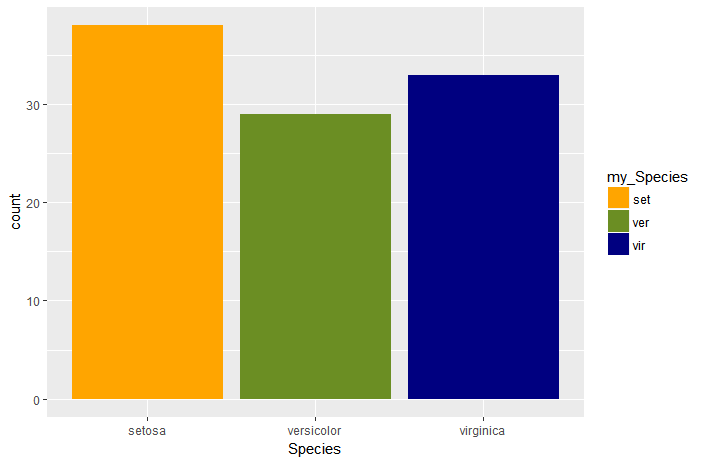 count
30
20
10
0
setosa
versicolor
virginica
Species
my_Species
set
ver
vir